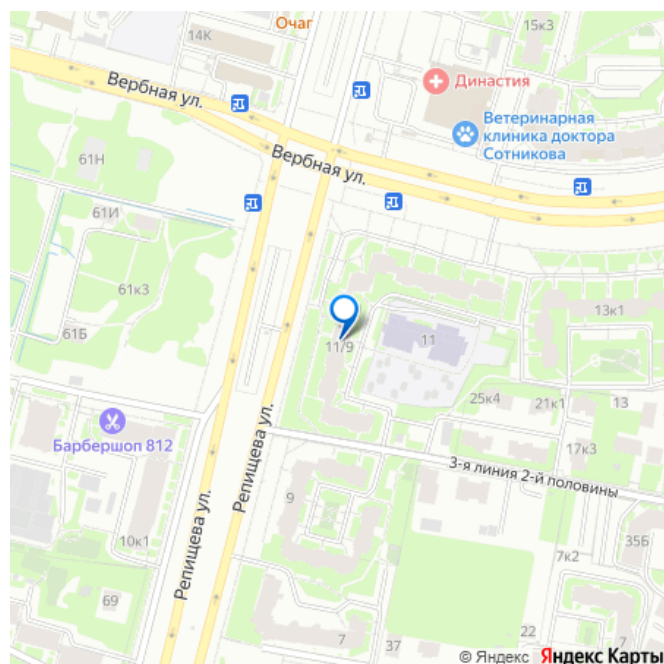 Очаг
14К
15к3
Династия
Вербная ул.
Ветеринарная
клиника доктора
Сотникова
Вербная ул.
61Н
61И
61к3
61Б
13к1
11/9
11
25к4
21к1
13
Барбершоп 812
17к3
3-я линия 2-й половины
Репищева ул.
9
Репищева ул.
10к1
35Б
7к2
69
22
7
37
7
© Яндекс Яндекс Карты